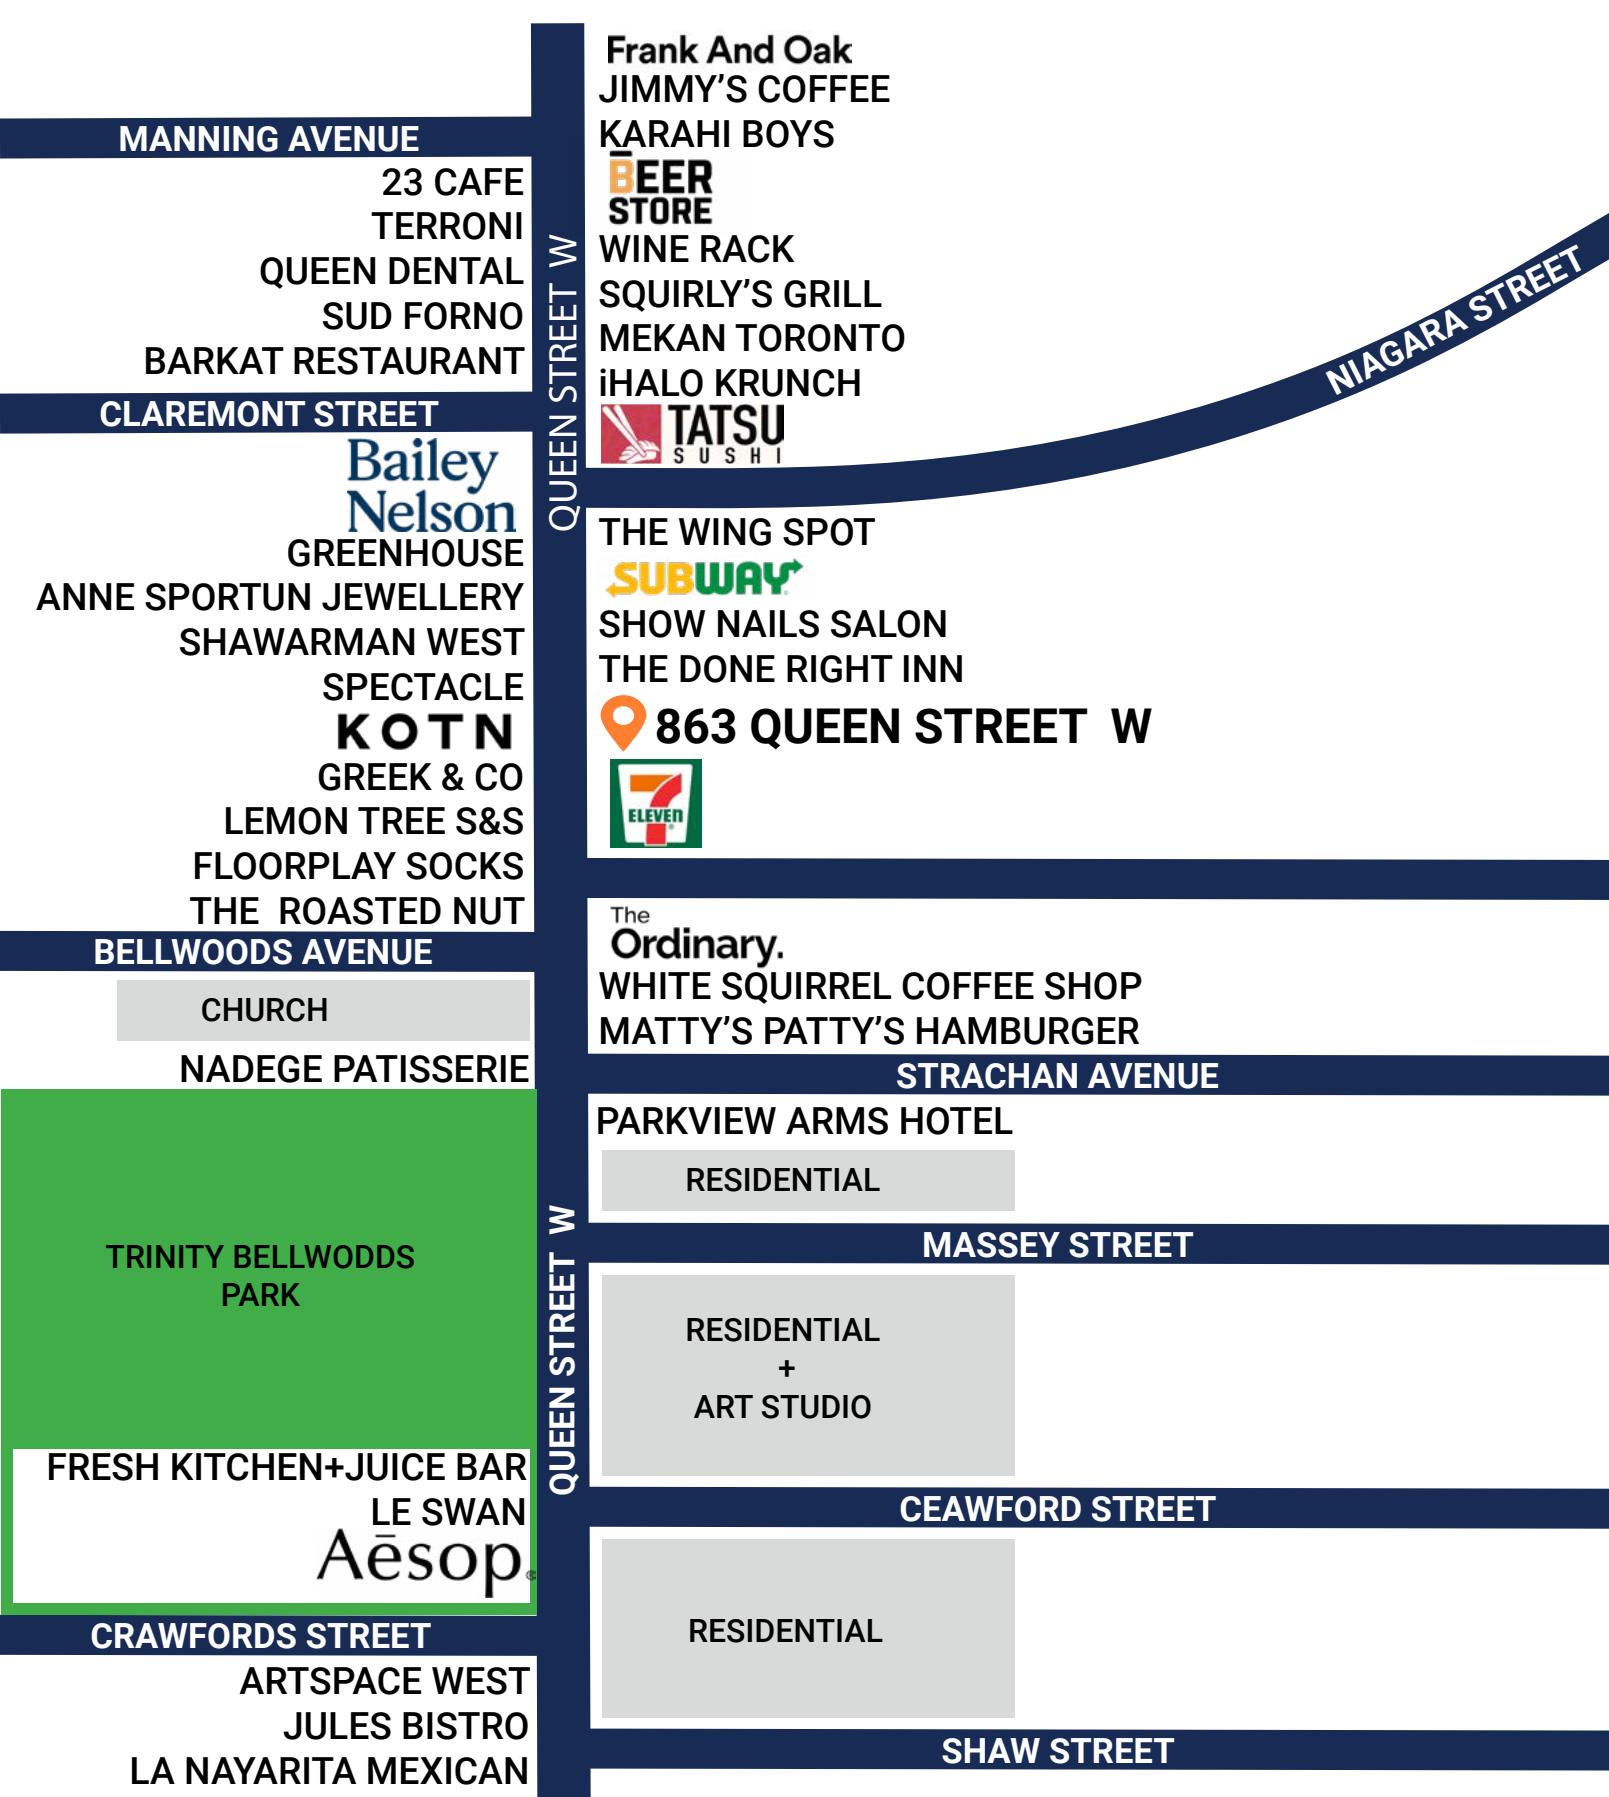 Frank And Oak
JIMMY'S COFFEE
KARAHI BOYS
BEER
STORE
WINE RACK
SQUIRLY'S GRILL
MEKAN TORONTO
iHALO KRUNCH
TATSU
SUSHI
MANNING AVENUE
23 CAFE
TERRONI
QUEEN DENTAL
SUD FORNO
BARKAT RESTAURANT
CLAREMONT STREET
QUEEN STREET W
NIAGARA STREET
Bailey
Nelson
GREENHOUSE
ANNE SPORTUN JEWELLERY
SHAWARMAN WEST
SPECTACLE
KOTN
GREEK & CO
LEMON TREE S&S
FLOORPLAY SOCKS
THE ROASTED NUT
BELLWOODS AVENUE
THE WING SPOT
SUBWAY
SHOW NAILS SALON
THE DONE RIGHT INN
863 QUEEN STREET W
7
ELEVEn
The
Ordinary.
WHITE SQUIRREL COFFEE SHOP
MATTY'S PATTY'S HAMBURGER
STRACHAN AVENUE
CHURCH
NADEGE PATISSERIE
TRINITY BELLWODDS
PARK
FRESH KITCHEN+JUICE BAR
LE SWAN
Aēsop®
CRAWFORDS STREET
ARTSPACE WEST
JULES BISTRO
LA NAYARITA MEXICAN
QUEEN STREET W
PARKVIEW ARMS HOTEL
RESIDENTIAL
MASSEY STREET
RESIDENTIAL
+
ART STUDIO
CEAWFORD STREET
RESIDENTIAL
SHAW STREET